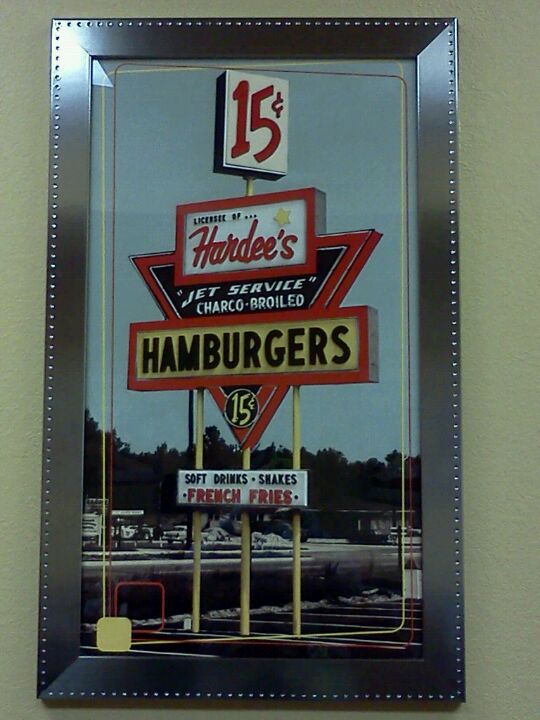 15¢
LICENSEE OF...
Hardee's
"JET SERVICE"
CHARCO-BROILED
HAMBURGERS
15¢
SOFT DRINKS • SHAKES
•FRENCH FRIES•